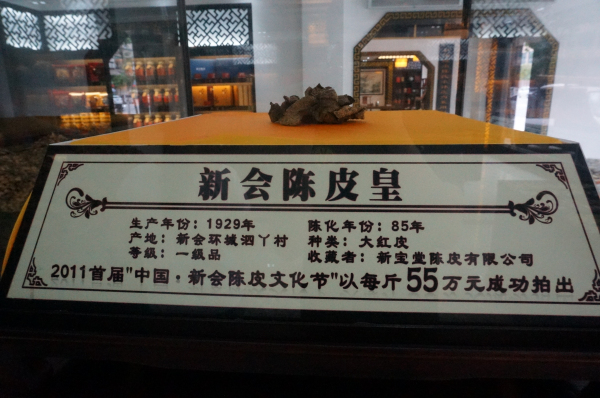 新会陈皮皇
生产年份：1929年 陈化年份：85年
产地：新会环城泗丫村 种类：大红皮
等级：一级品 收藏者：新宝堂陈皮有限公司
2011首届"中国·新会陈皮文化节"以每斤55万元成功拍出